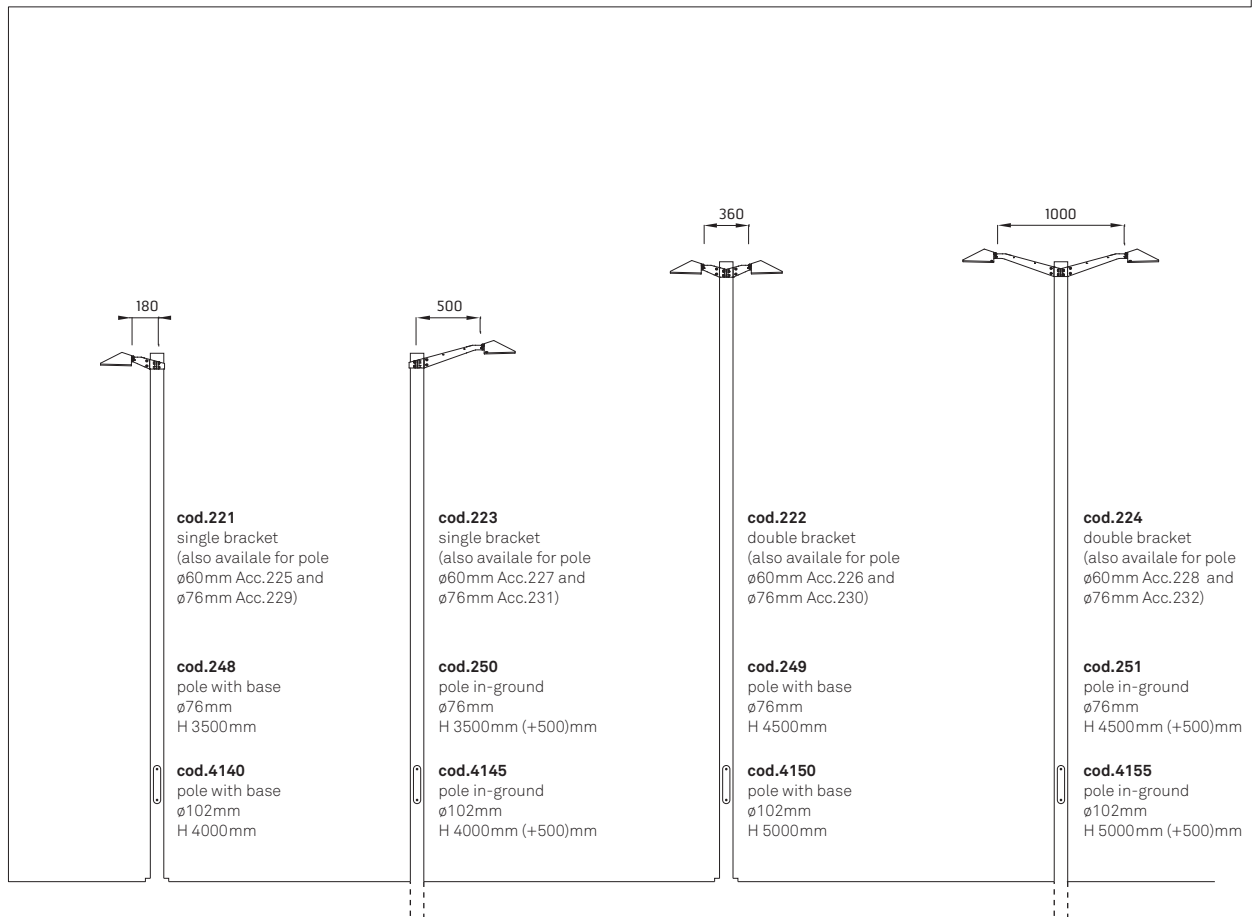 360
1000
180
500
cod.221
single bracket
(also availale for pole
ø60mm Acc.225 and
ø76mm Acc.229)
cod.248
pole with base
ø76mm
H 3500mm
cod.4140
pole with base
ø102mm
H 4000mm
cod.223
single bracket
(also availale for pole
ø60mm Acc.227 and
ø76mm Acc.231)
cod.250
pole in-ground
ø76mm
H 3500mm (+500)mm
cod.4145
pole in-ground
ø102mm
H 4000mm (+500)mm
cod.222
double bracket
(also availale for pole
ø60mm Acc.226 and
ø76mm Acc.230)
cod.249
pole with base
ø76mm
H 4500mm
cod.4150
pole with base
ø102mm
H 5000mm
cod.224
double bracket
(also availale for pole
ø60mm Acc.228 and
ø76mm Acc.232)
cod.251
pole in-ground
ø76mm
H 4500mm (+500)mm
cod.4155
pole in-ground
ø102mm
H 5000mm (+500)mm